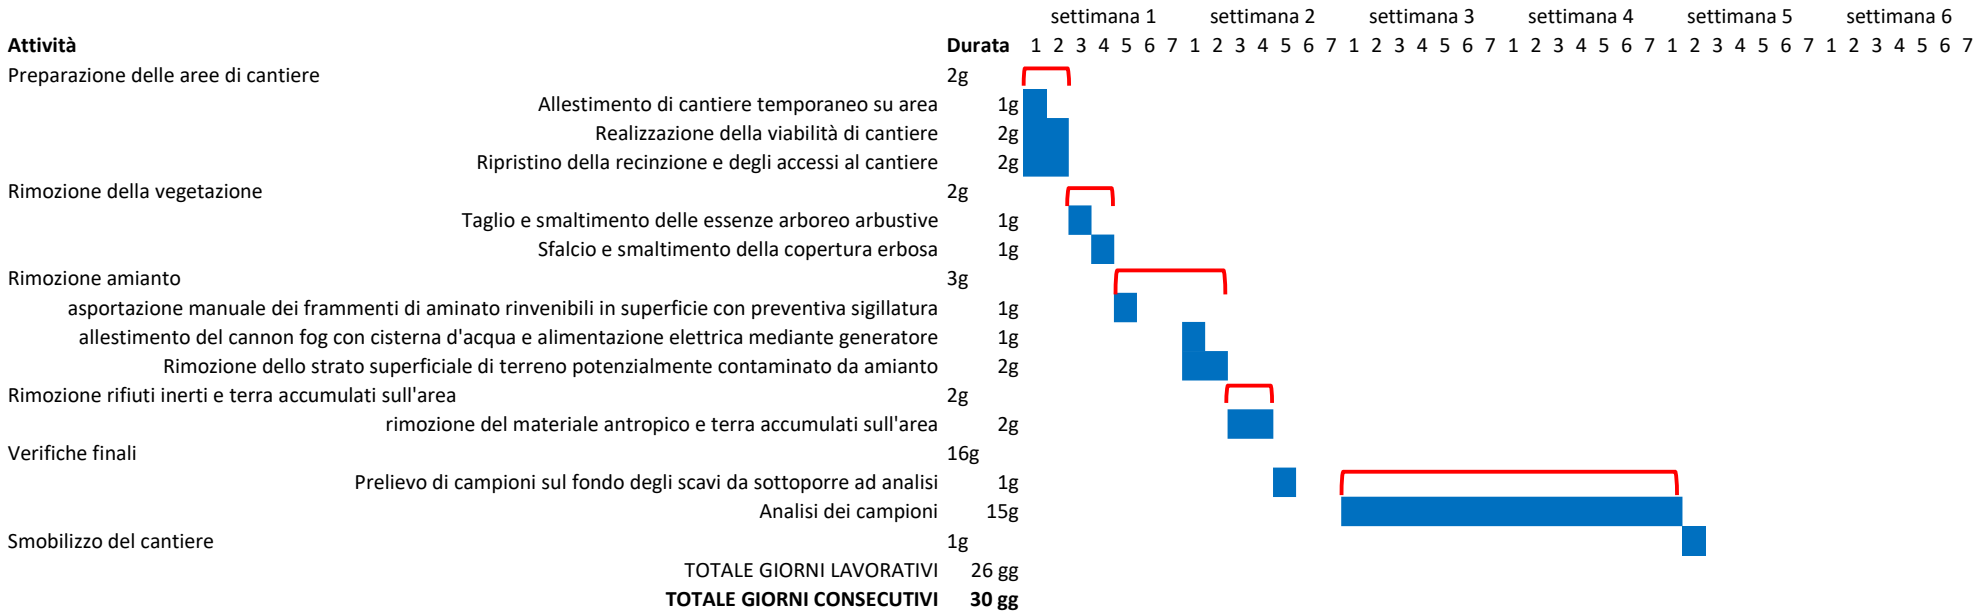 settimana 1 settimana 2 settimana 3 settimana 4 settimana 5 settimana 6
Attività Durata 1 2 3 4 5 6 7 1 2 3 4 5 6 7 1 2 3 4 5 6 7 1 2 3 4 5 6 7 1 2 3 4 5 6 7 1 2 3 4 5 6 7
Preparazione delle aree di cantiere 2g
Allestimento di cantiere temporaneo su area 1g
Realizzazione della viabilità di cantiere 2g
Ripristino della recinzione e degli accessi al cantiere 2g
Rimozione della vegetazione 2g
Taglio e smaltimento delle essenze arboreo arbustive 1g
Sfalcio e smaltimento della copertura erbosa 1g
Rimozione amianto 3g
asportazione manuale dei frammenti di aminato rinvenibili in superficie con preventiva sigillatura 1g
allestimento del cannon fog con cisterna d'acqua e alimentazione elettrica mediante generatore 1g
Rimozione dello strato superficiale di terreno potenzialmente contaminato da amianto 2g
Rimozione rifiuti inerti e terra accumulati sull'area 2g
rimozione del materiale antropico e terra accumulati sull'area 2g
Verifiche finali 16g
Prelievo di campioni sul fondo degli scavi da sottoporre ad analisi 1g
Analisi dei campioni 15g
Smobilizzo del cantiere 1g
TOTALE GIORNI LAVORATIVI 26 gg
TOTALE GIORNI CONSECUTIVI 30 gg